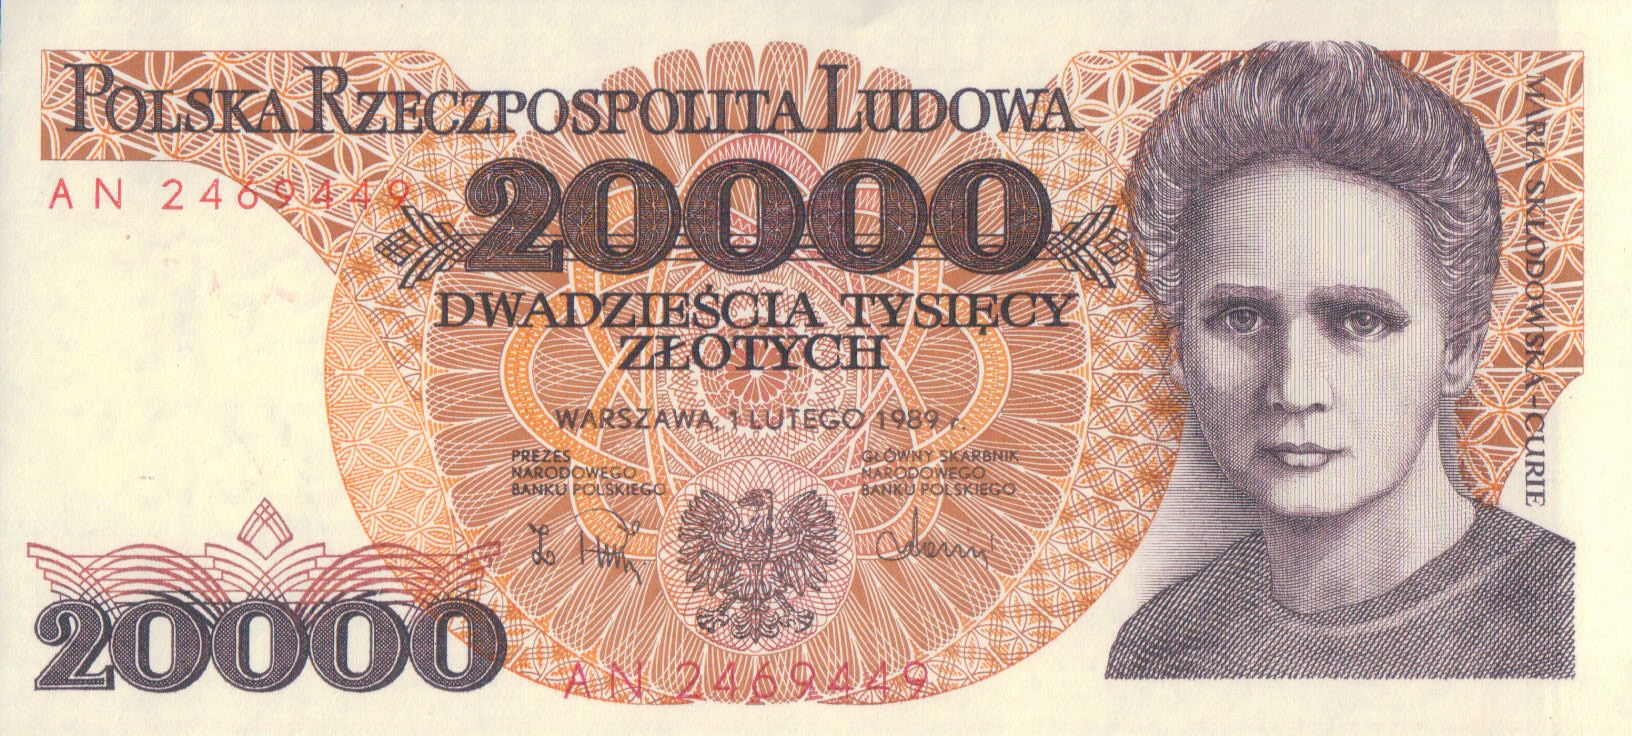 POLSKA RZECZPOSPOLITA LUDOWA
AN 2469449
20000
DWADZIEŚCIA TYSIĘCY
ZŁOTYCH
WARSZAWA, 1 LUTEGO 1989 r.
PREZES
NARODOWEGO
BANKU POLSKIEGO
GŁÓWNY SKARBNIK
NARODOWEGO
BANKU POLSKIEGO
20000
AN 2469449
MARIA SKŁODOWSKA-CURIE